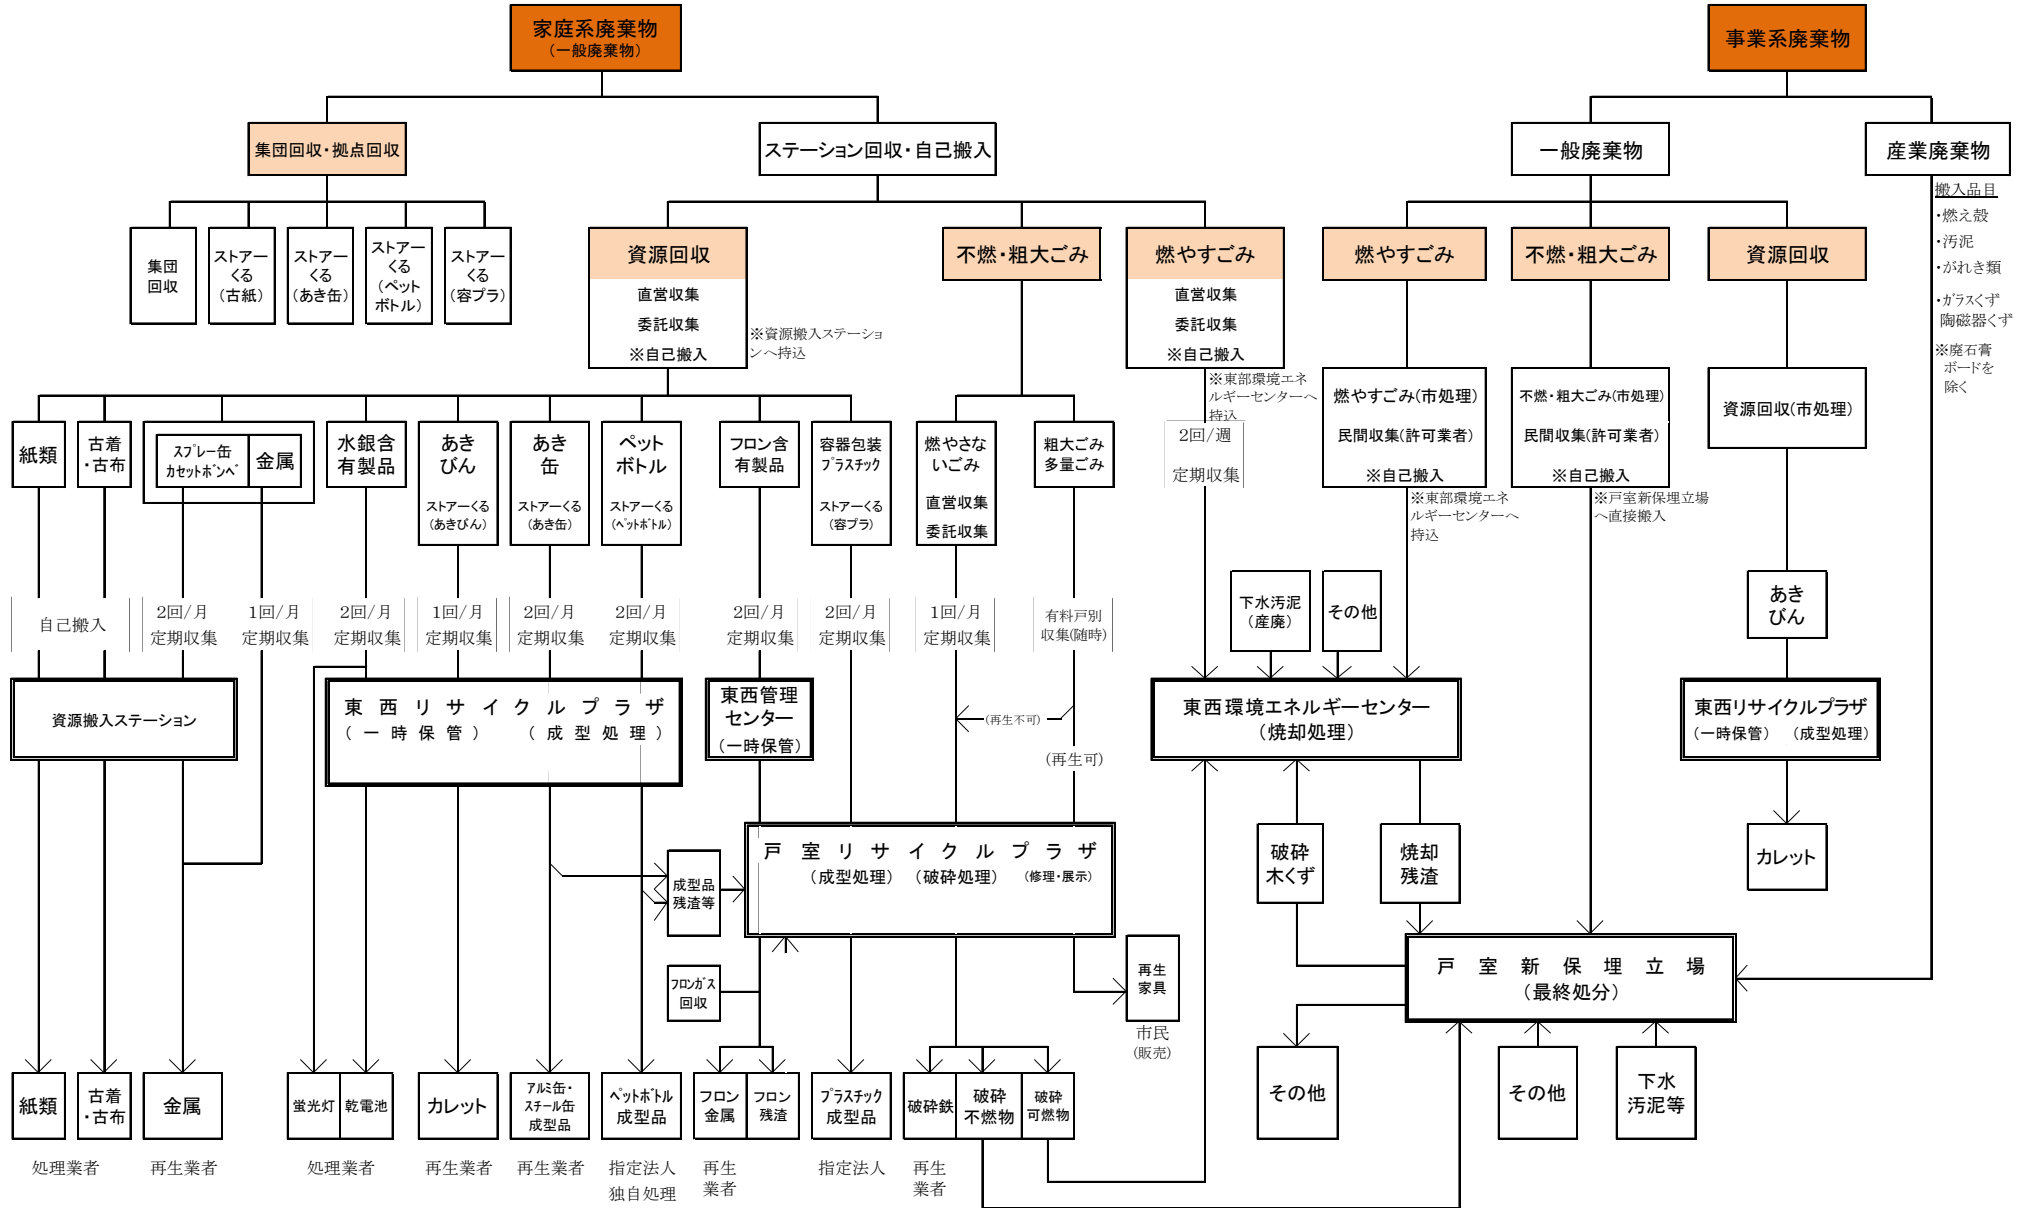 家庭系廃棄物
（一般廃棄物）
事業系廃棄物
集団回収・拠点回収
ステーション回収・自己搬入
一般廃棄物
産業廃棄物
搬入品目
・燃え殻
・汚泥
・がれき類
・ガラスくず
陶磁器くず
※廃石膏
ボードを
除く
集団
回収
ストアー
くる
（古紙）
ストアー
くる
（あき缶）
ストアー
くる
（ペット
ボトル）
ストアー
くる
（容プラ）
資源回収
直営収集
委託収集
※自己搬入
※資源搬入ステーショ
ンへ持込
不燃・粗大ごみ
燃やすごみ
直営収集
委託収集
※自己搬入
※東部環境エネ
ルギーセンターへ
持込
燃やすごみ
不燃・粗大ごみ
資源回収
燃やすごみ(市処理)
民間収集(許可業者)
※自己搬入
※東部環境エネ
ルギーセンターへ
持込
不燃・粗大ごみ(市処理)
民間収集(許可業者)
※自己搬入
※戸室新保埋立場
へ直接搬入
資源回収(市処理)
紙類
古着
・古布
スプレー缶
カセットボンベ
金属
水銀含
有製品
あき
びん
ストアーくる
（あきびん）
あき
缶
ストアーくる
（あき缶）
ペット
ボトル
ストアーくる
（ペットボトル）
フロン含
有製品
容器包装
プラスチック
ストアーくる
（容プラ）
燃やさな
いごみ
直営収集
委託収集
粗大ごみ
多量ごみ
2回/週
定期収集
自己搬入
2回/月
定期収集
1回/月
定期収集
2回/月
定期収集
1回/月
定期収集
2回/月
定期収集
2回/月
定期収集
2回/月
定期収集
2回/月
定期収集
1回/月
定期収集
有料戸別
収集(随時)
下水汚泥
（産廃）
その他
あき
びん
資源搬入ステーション
東西リサイクルプラザ
（一時保管）　（成型処理）
東西管理
センター
（一時保管）
(再生不可)
(再生可)
東西環境エネルギーセンター
（焼却処理）
東西リサイクルプラザ
（一時保管）　（成型処理）
戸室リサイクルプラザ
（成型処理）（破砕処理）（修理・展示）
成型品
残渣等
破砕
木くず
焼却
残渣
カレット
フロンガス
回収
再生
家具
市民
(販売)
戸室新保埋立場
（最終処分）
紙類
古着
・古布
金属
蛍光灯
乾電池
カレット
アルミ缶・
スチール缶
成型品
ペットボトル
成型品
フロン
金属
フロン
残渣
プラスチック
成型品
破砕鉄
破砕
不燃物
破砕
可燃物
その他
その他
下水
汚泥等
処理業者
再生業者
処理業者
再生業者
再生業者
指定法人
独自処理
再生
業者
指定法人
再生
業者